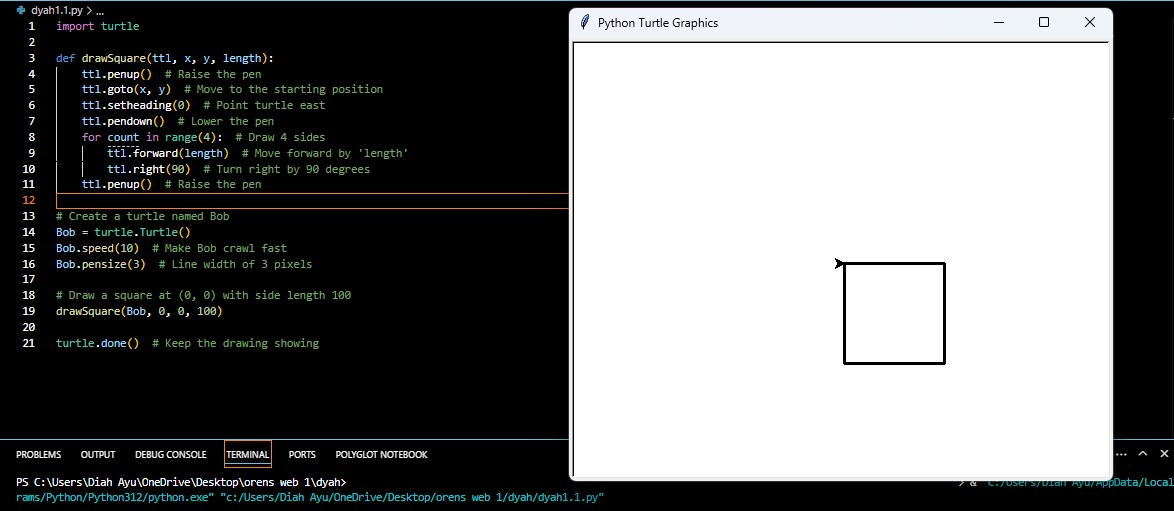 dyah1.1.py > ...
1 import turtle
2
3 def drawSquare(ttl, x, y, length):
4 ttl.penup() # Raise the pen
5 ttl.goto(x, y) # Move to the starting position
6 ttl.setheading(0) # Point turtle east
7 ttl.pendown() # Lower the pen
8 for count in range(4): # Draw 4 sides
9 ttl.forward(length) # Move forward by 'length'
10 ttl.right(90) # Turn right by 90 degrees
11 ttl.penup() # Raise the pen
12
13 # Create a turtle named Bob
14 Bob = turtle.Turtle()
15 Bob.speed(10) # Make Bob crawl fast
16 Bob.pensize(3) # Line width of 3 pixels
17
18 # Draw a square at (0, 0) with side length 100
19 drawSquare(Bob, 0, 0, 100)
20
21 turtle.done() # Keep the drawing showing
Python Turtle Graphics
PROBLEMS OUTPUT DEBUG CONSOLE TERMINAL PORTS POLYGLOT NOTEBOOK
PS C:\Users\Diah Ayu\OneDrive\Desktop\orens web 1\dyah> & "C:/Users/Diah Ayu/AppData/Local
rams/Python/Python312/python.exe" "c:/Users/Diah Ayu/OneDrive/Desktop/orens web 1/dyah/dyah1.1.py"